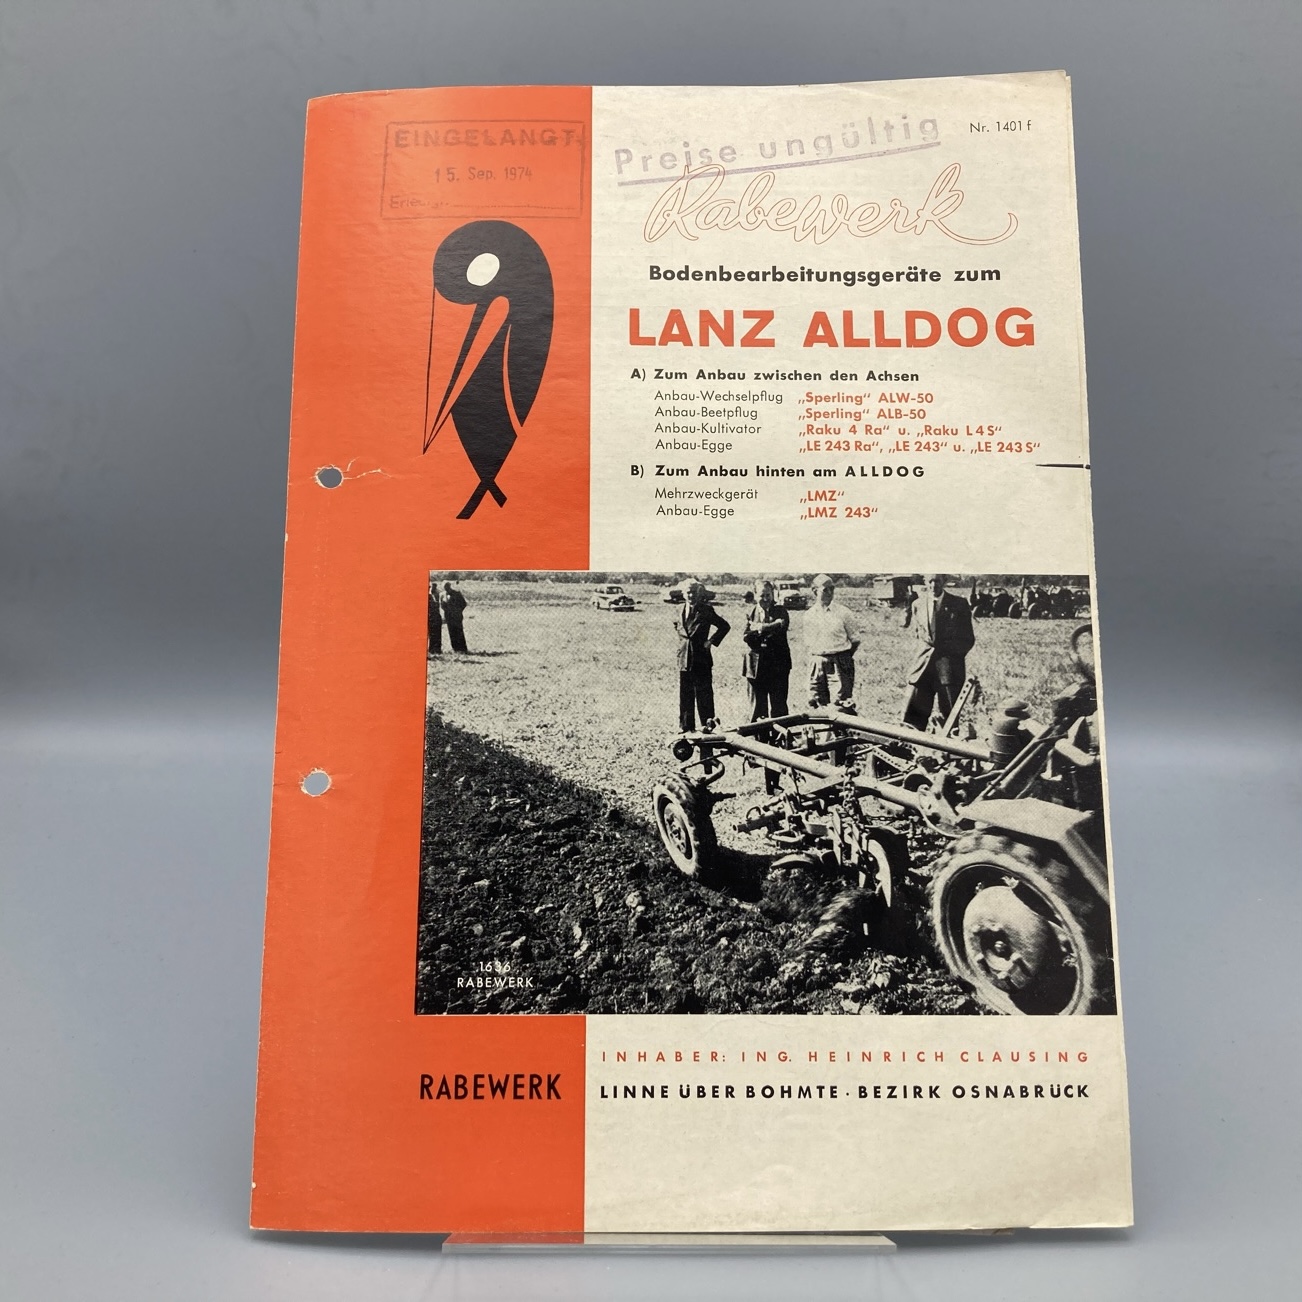 EINGELANGT
15. Sep. 1974
Preise ungültig
Nr. 1401 f
Rabewerk
Bodenbearbeitungsgeräte zum
LANZ ALLDOG
A) Zum Anbau zwischen den Achsen
Anbau-Wechselpflug „Sperling“ ALW-50
Anbau-Beetpflug „Sperling“ ALB-50
Anbau-Kultivator „Raku 4 Ra“ u. „Raku L4S“
Anbau-Egge „LE 243 Ra“, „LE 243“ u. „LE 243 S“
B) Zum Anbau hinten am ALLDOG
Mehrzweckgerät „LMZ“
Anbau-Egge „LMZ 243“
1636
RABEWERK
INHABER: ING. HEINRICH CLAUSING
RABEWERK LINNE ÜBER BOHMTE · BEZIRK OSNABRÜCK